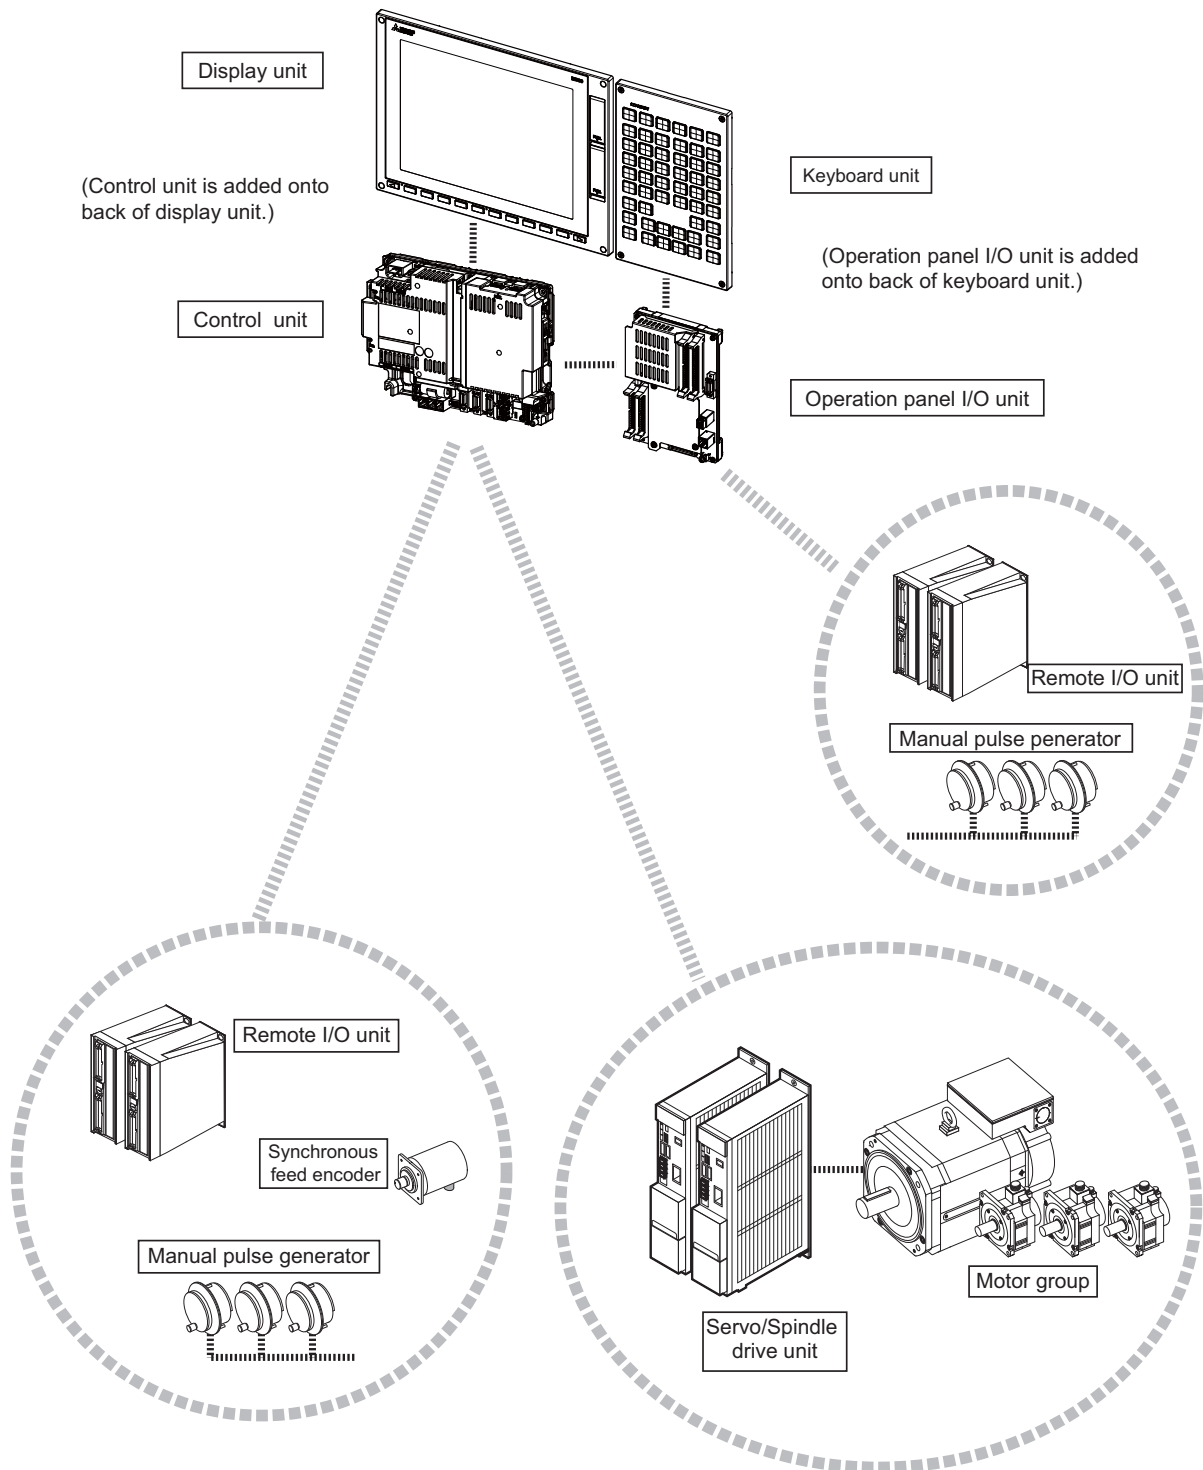 Display unit
Keyboard unit
(Control unit is added onto
back of display unit.)
(Operation panel I/O unit is added
onto back of keyboard unit.)
Control unit
Operation panel I/O unit
Remote I/O unit
Manual pulse penerator
Remote I/O unit
Synchronous
feed encoder
Manual pulse generator
Motor group
Servo/Spindle
drive unit